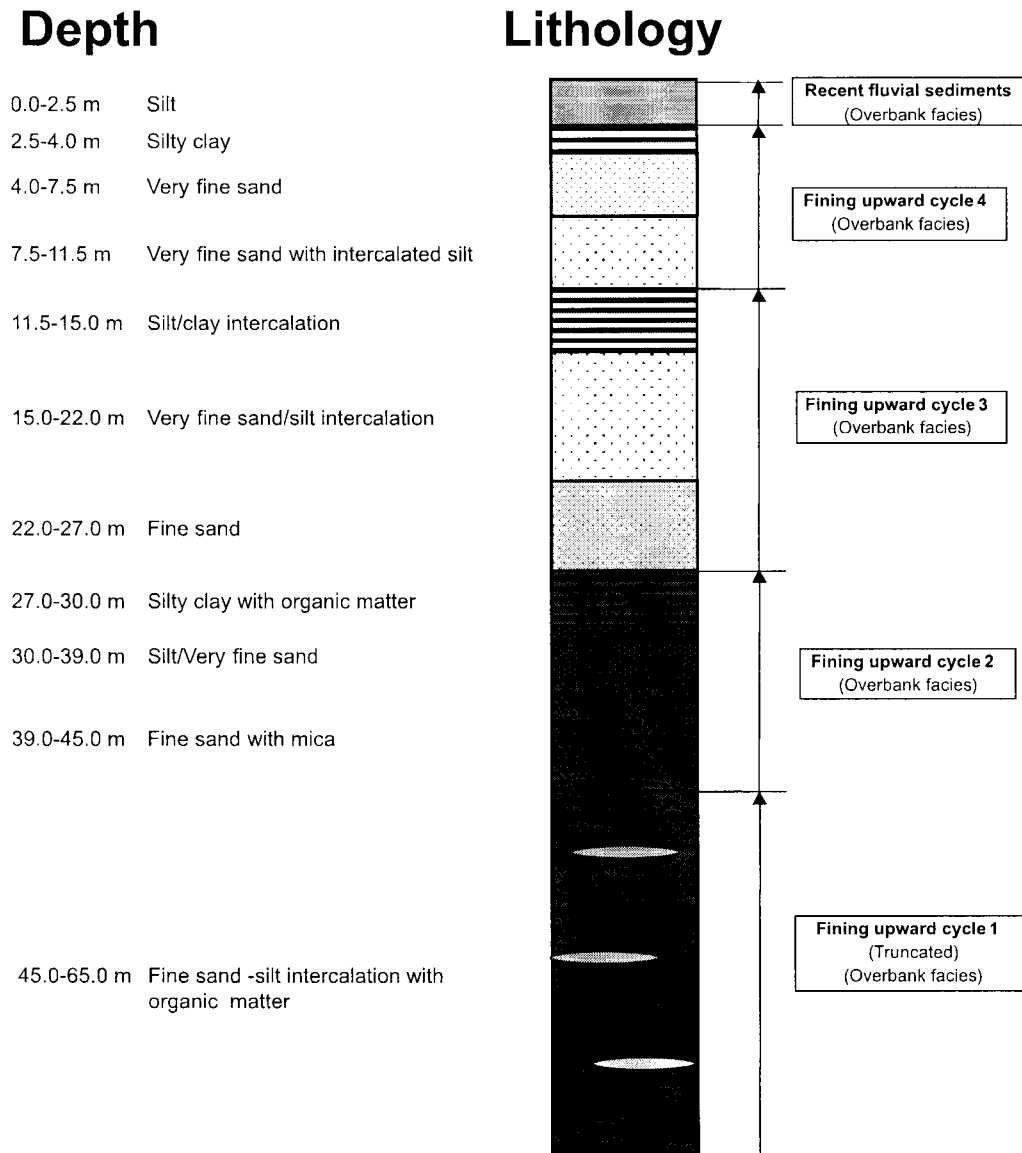 Depth
Lithology
0.0-2.5 m Silt
2.5-4.0 m Silty clay
4.0-7.5 m Very fine sand
7.5-11.5 m Very fine sand with intercalated silt
11.5-15.0 m Silt/clay intercalation
15.0-22.0 m Very fine sand/silt intercalation
22.0-27.0 m Fine sand
27.0-30.0 m Silty clay with organic matter
30.0-39.0 m Silt/Very fine sand
39.0-45.0 m Fine sand with mica
45.0-65.0 m Fine sand -silt intercalation with
organic matter
Recent fluvial sediments
(Overbank facies)
Fining upward cycle 4
(Overbank facies)
Fining upward cycle 3
(Overbank facies)
Fining upward cycle 2
(Overbank facies)
Fining upward cycle 1
(Truncated)
(Overbank facies)